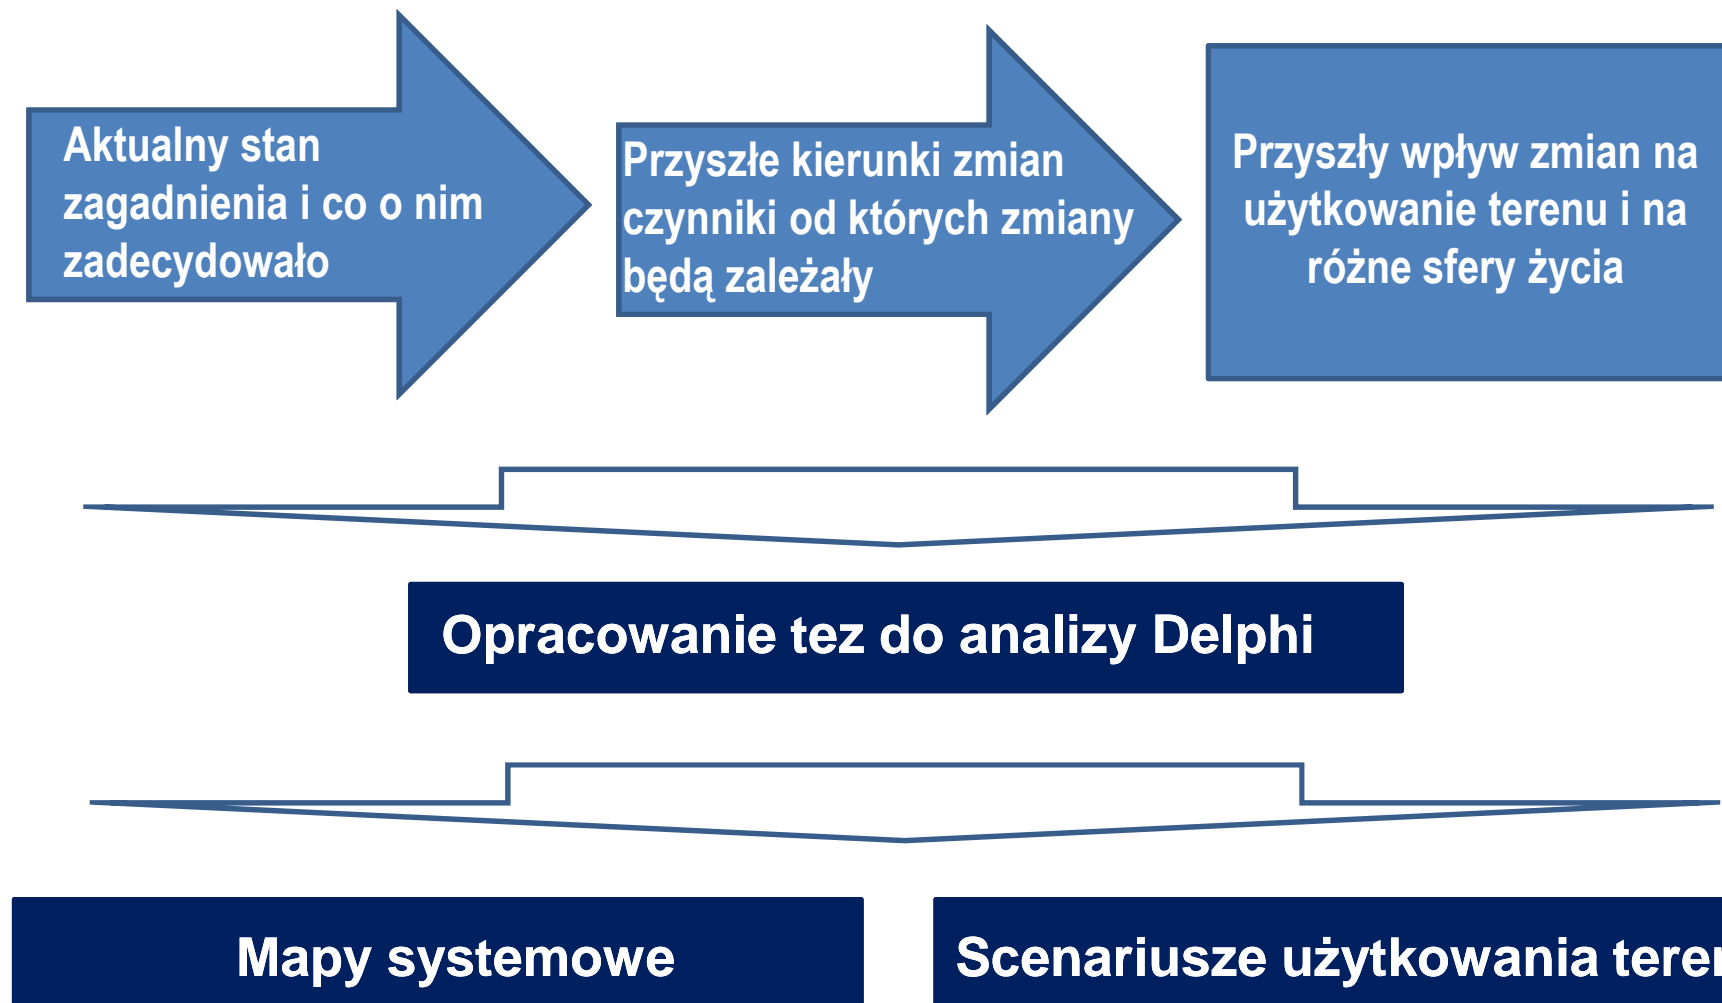 Aktualny stan
zagadnienia i co o nim
zadecydowało
Przyszłe kierunki zmian
czynniki od których zmiany
będą zależały
Przyszły wpływ zmian na
użytkowanie terenu i na
różne sfery życia
Opracowanie tez do analizy Delphi
Mapy systemowe
Scenariusze użytkowania